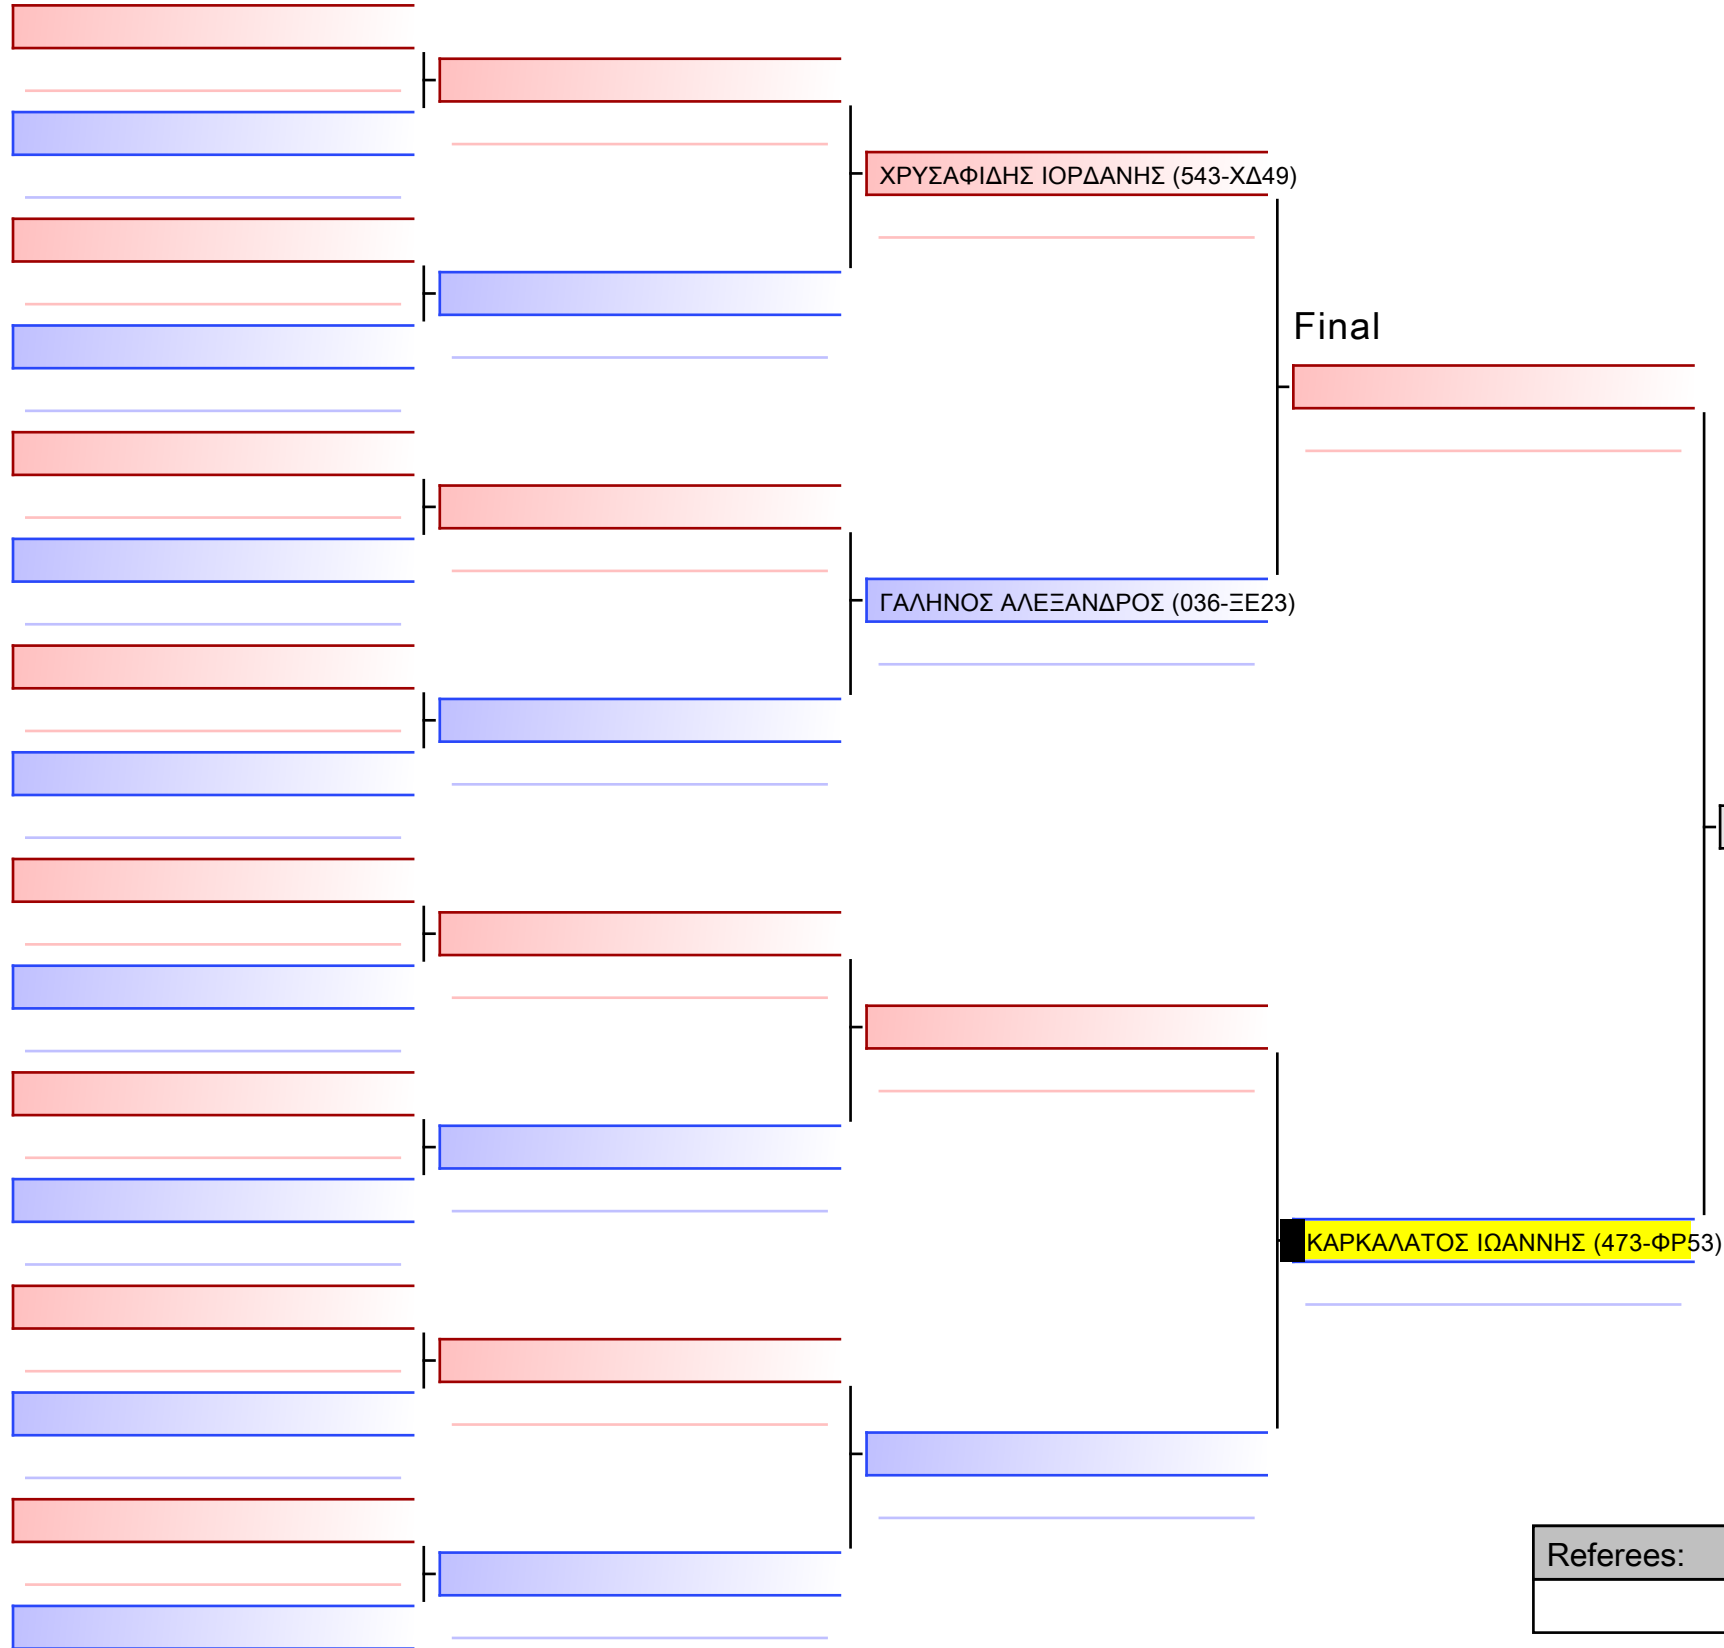 ΧΡΥΣΑΦΙΔΗΣ ΙΟΡΔΑΝΗΣ (543-ΧΔ49)
Final
ΓΑΛΗΝΟΣ ΑΛΕΞΑΝΔΡΟΣ (036-ΞΕ23)
ΚΑΡΚΑΛΑΤΟΣ ΙΩΑΝΝΗΣ (473-ΦΡ53)
Referees: